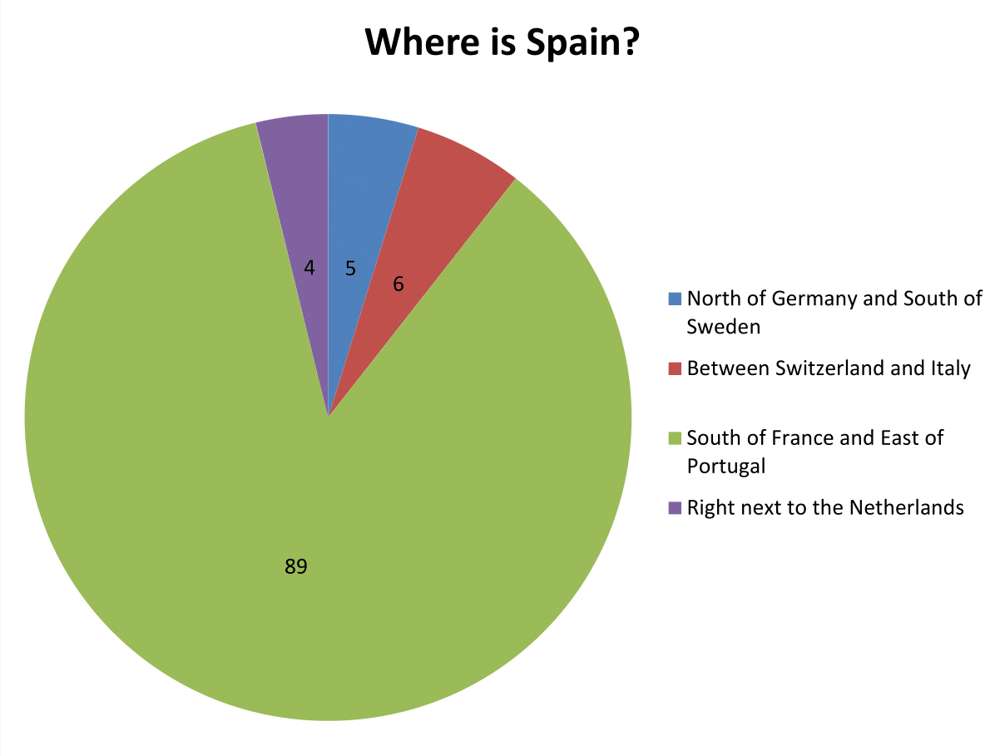 Where is Spain?
4
5
6
89
North of Germany and South of
Sweden
Between Switzerland and Italy
South of France and East of
Portugal
Right next to the Netherlands